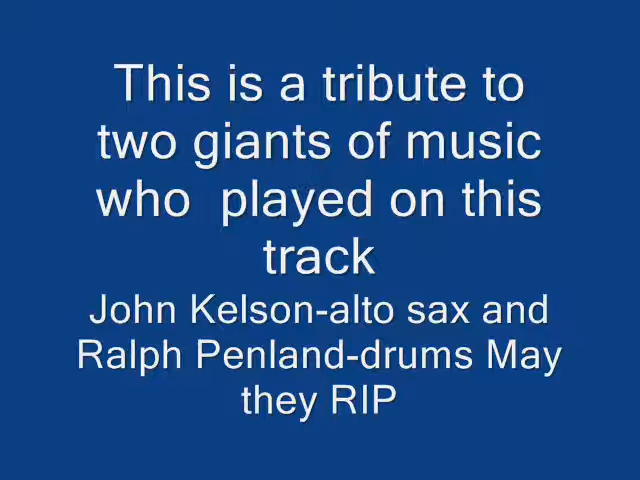 This is a tribute to
two giants of music
who  played on this
track
John Kelson-alto sax and
Ralph Penland-drums May
they RIP